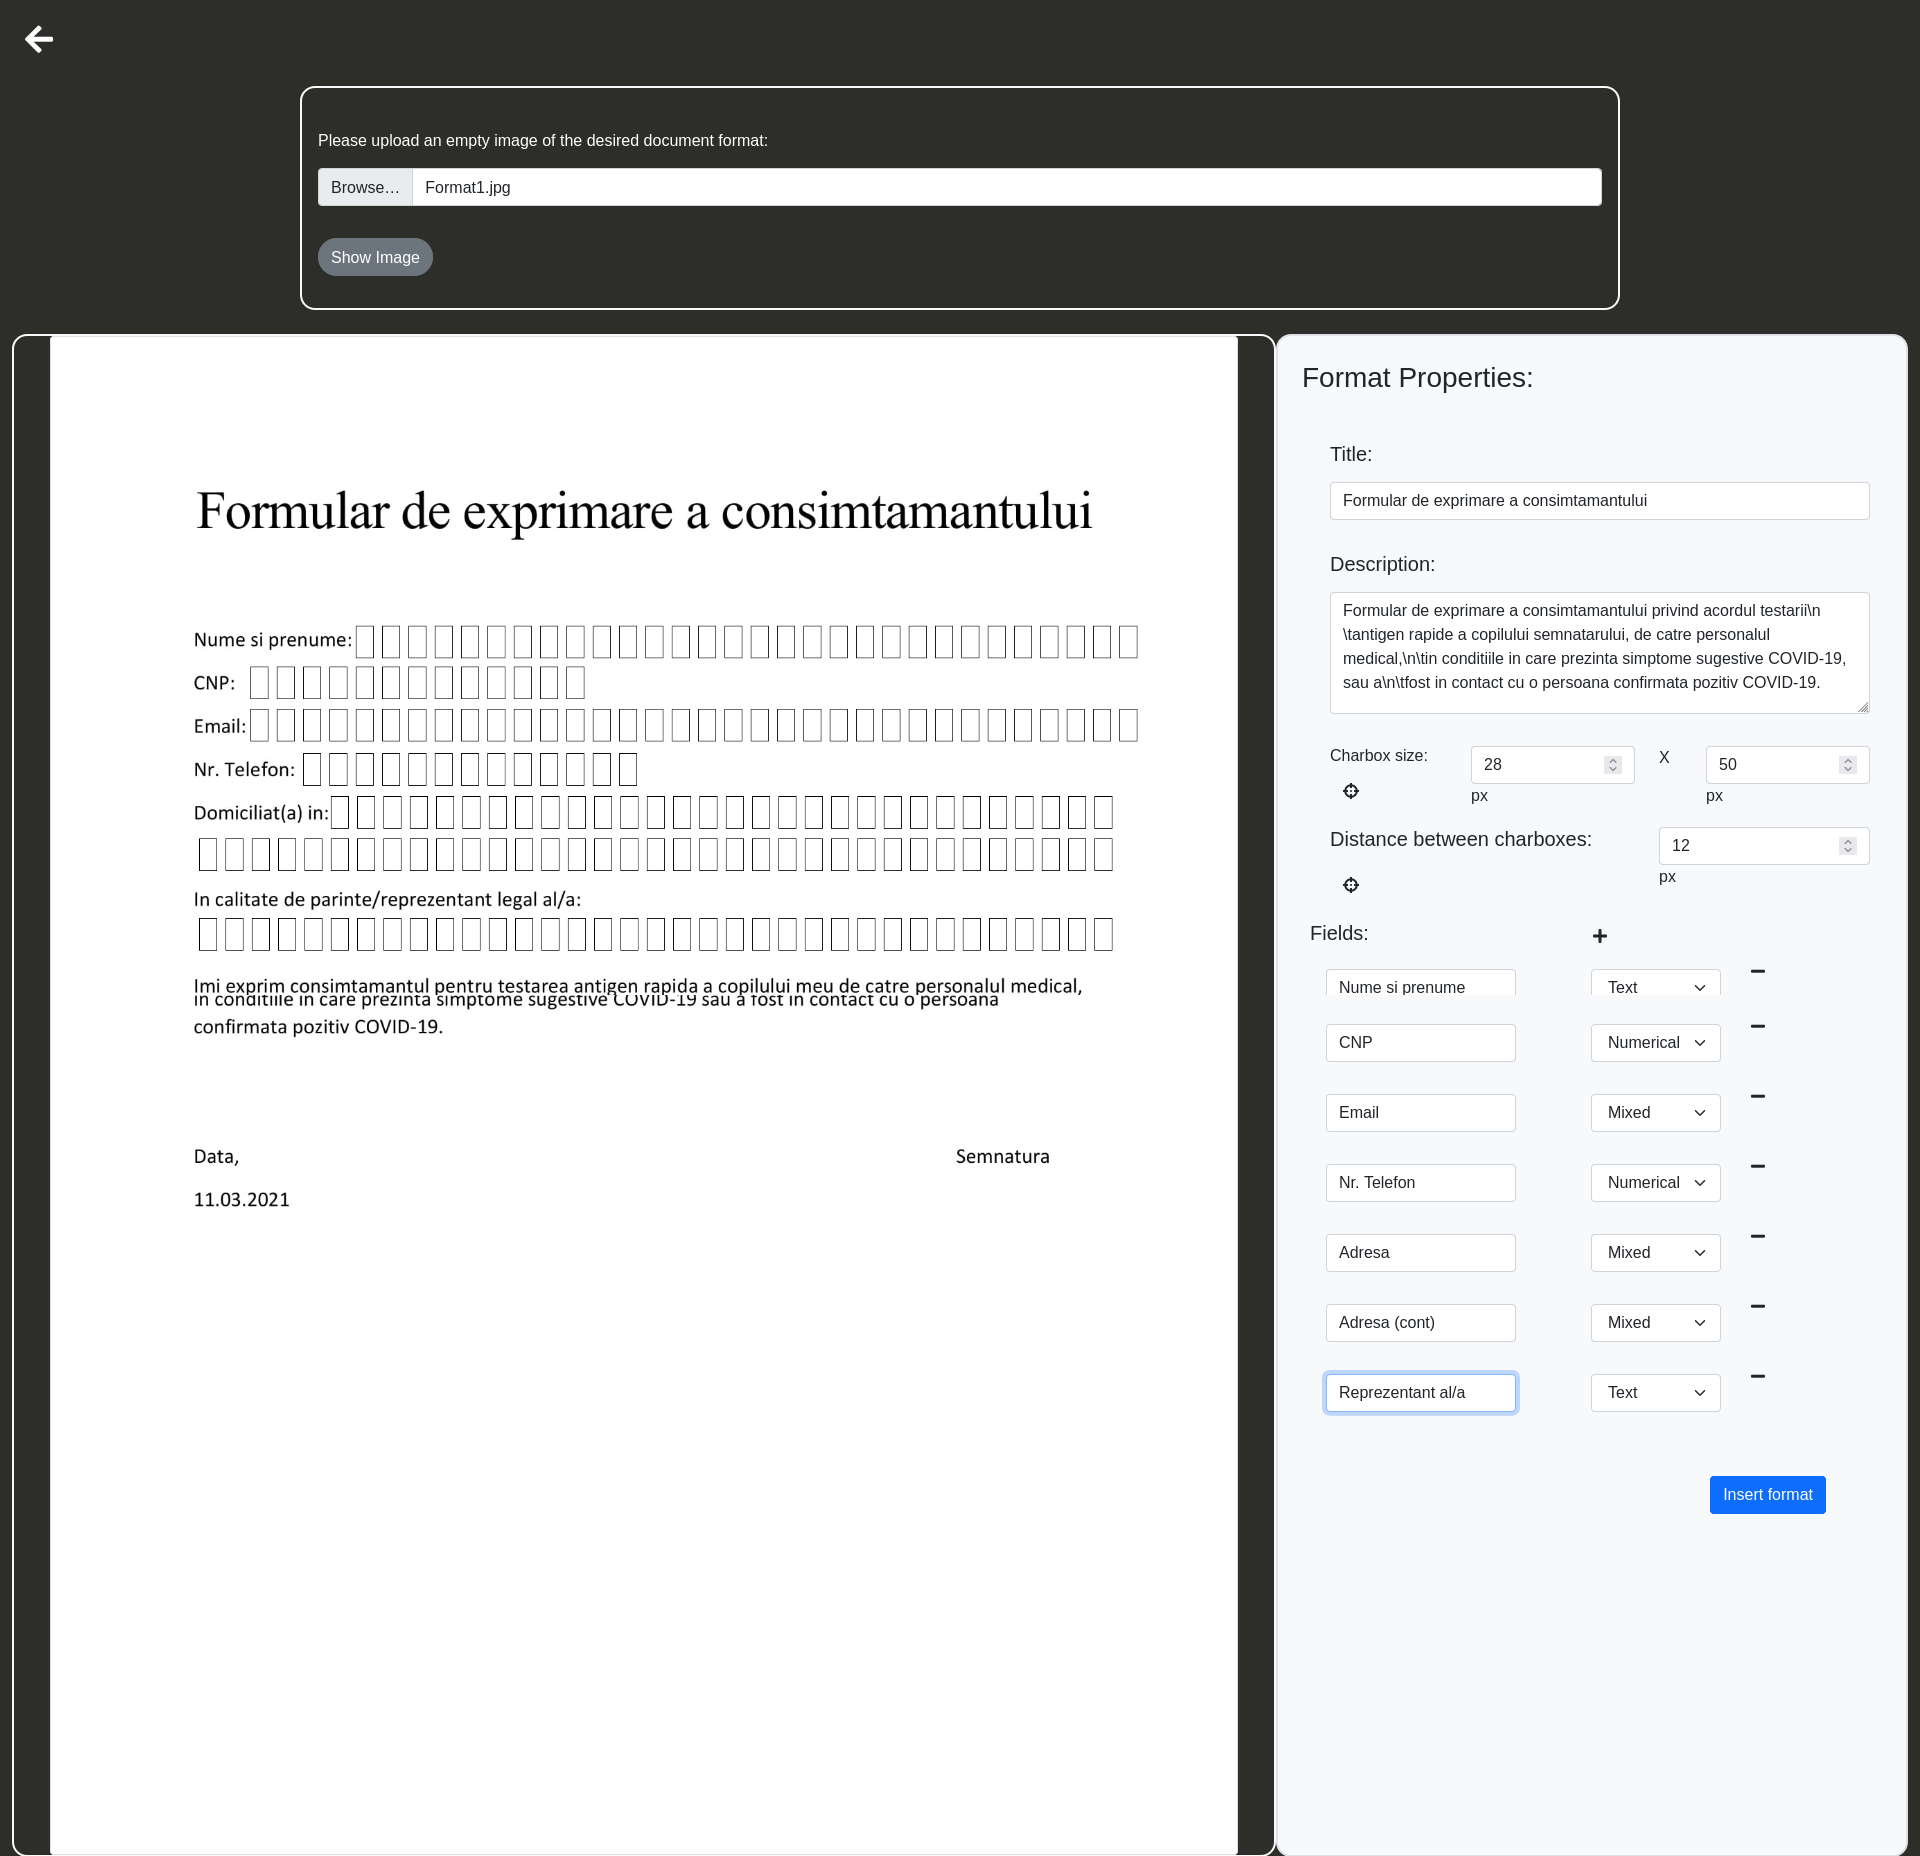 Please upload an empty image of the desired document format:
Browse… Format1.jpg
Show Image
Formular de exprimare a consimtamantului
Nume si prenume:
CNP:
Email:
Nr. Telefon:
Domiciliat(a) in:
In calitate de parinte/reprezentant legal al/a:
Imi exprim consimtamantul pentru testarea antigen rapida a copilului meu de catre personalul medical,
in conditiile in care prezinta simptome sugestive COVID-19 sau a fost in contact cu o persoana
confirmata pozitiv COVID-19.
Data, Semnatura
11.03.2021
Format Properties:
Title:
Formular de exprimare a consimtamantului
Description:
Formular de exprimare a consimtamantului privind acordul testarii\n
\tantigen rapide a copilului semnatarului, de catre personalul
medical,\n\tin conditiile in care prezinta simptome sugestive COVID-19,
sau a\n\tfost in contact cu o persoana confirmata pozitiv COVID-19.
Charbox size: 28 X 50
px px
Distance between charboxes: 12
px
Fields:
Nume si prenume Text
CNP Numerical
Email Mixed
Nr. Telefon Numerical
Adresa Mixed
Adresa (cont) Mixed
Reprezentant al/a Text
Insert format